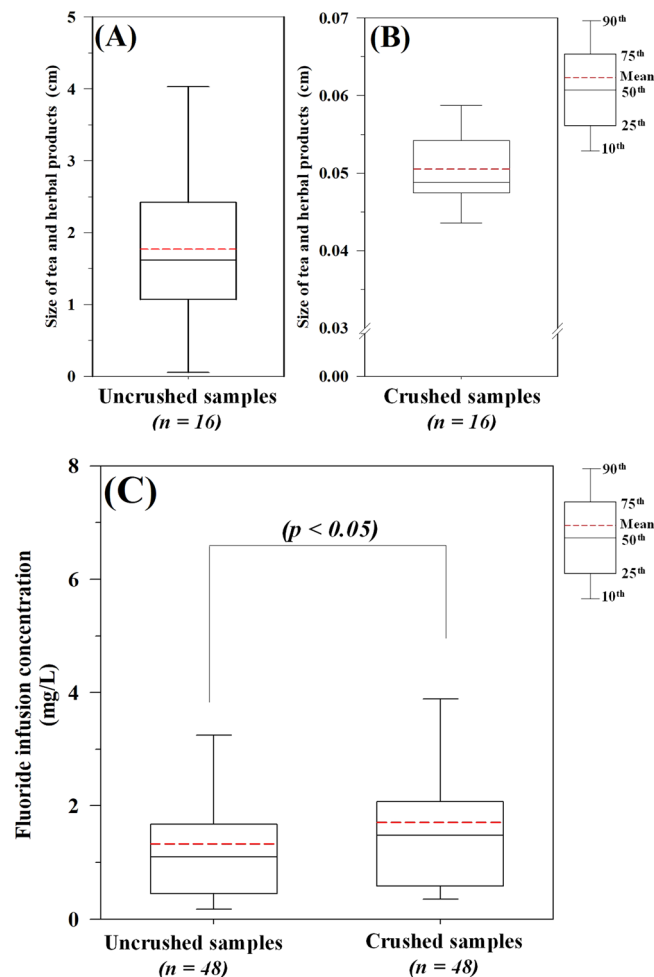 (A)
Size of tea and herbal products (cm)
5
4
3
2
1
0
Uncrushed samples
(n = 16)
(B)
Size of tea and herbal products (cm)
0.07
0.06
0.05
0.04
0.03
0.00
Crushed samples
(n = 16)
90th
75th
Mean
50th
25th
10th
(C)
Fluoride infusion concentration
(mg/L)
8
6
4
2
0
(p < 0.05)
Uncrushed samples
(n = 48)
Crushed samples
(n = 48)
90th
75th
Mean
50th
25th
10th